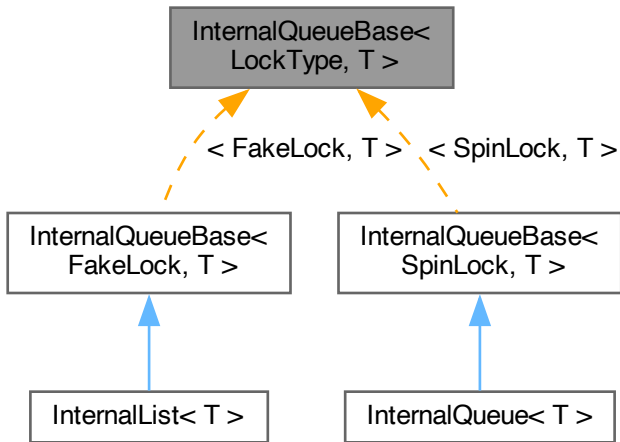 InternalQueueBase<
LockType, T >
< FakeLock, T >
< SpinLock, T >
InternalQueueBase<
FakeLock, T >
InternalQueueBase<
SpinLock, T >
InternalList< T >
InternalQueue< T >